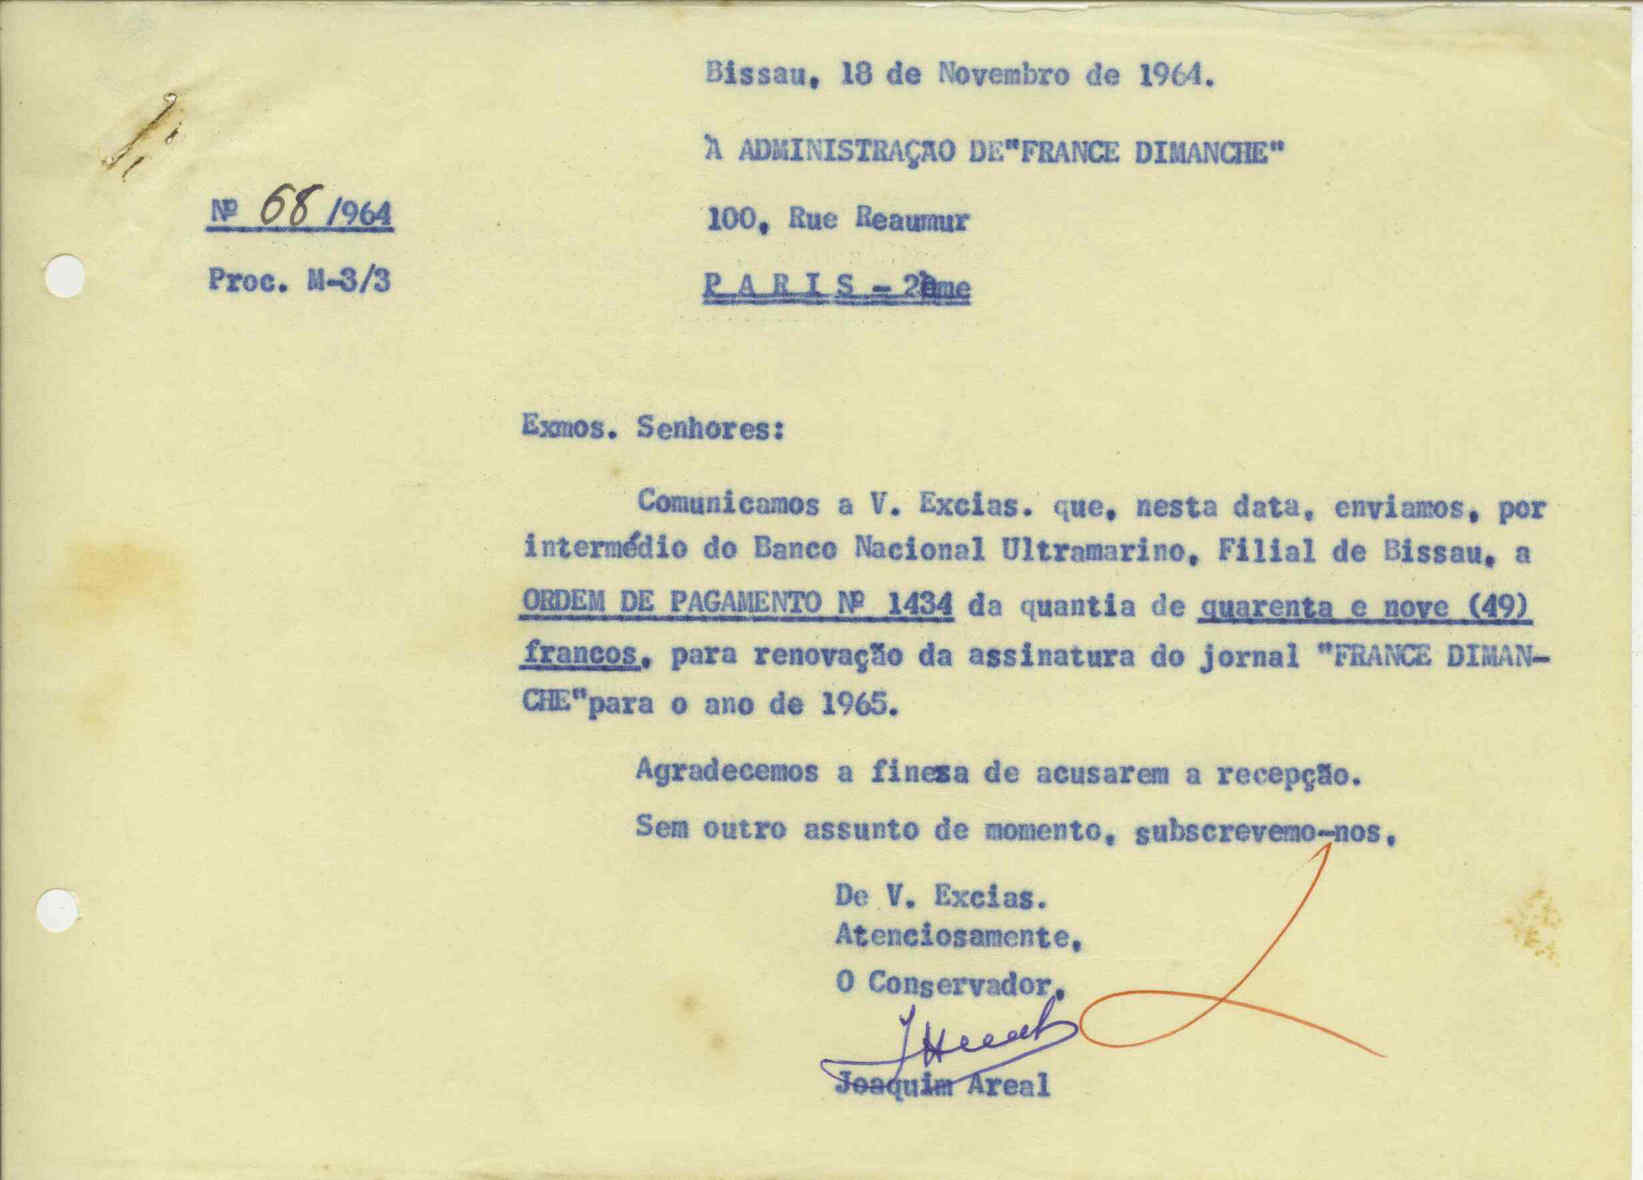 Bissau, 18 de Novembro de 1964.
À ADMINISTRAÇÃO DE"FRANCE DIMANCHE"
Nº 68/964
100, Rue Reaumur
Proc. M-3/3
P A R I S - 2ème
Exmos. Senhores:
Comunicamos a V. Excias. que, nesta data, enviamos, por
intermédio do Banco Nacional Ultramarino, Filial de Bissau, a
ORDEM DE PAGAMENTO Nº 1434 da quantia de quarenta e nove (49)
francos, para renovação da assinatura do jornal "FRANCE DIMAN-
CHE"para o ano de 1965.
Agradecemos a finesa de acusarem a recepção.
Sem outro assunto de momento, subscrevemo-nos,
De V. Excias.
Atenciosamente,
O Conservador,
Joaquim Areal